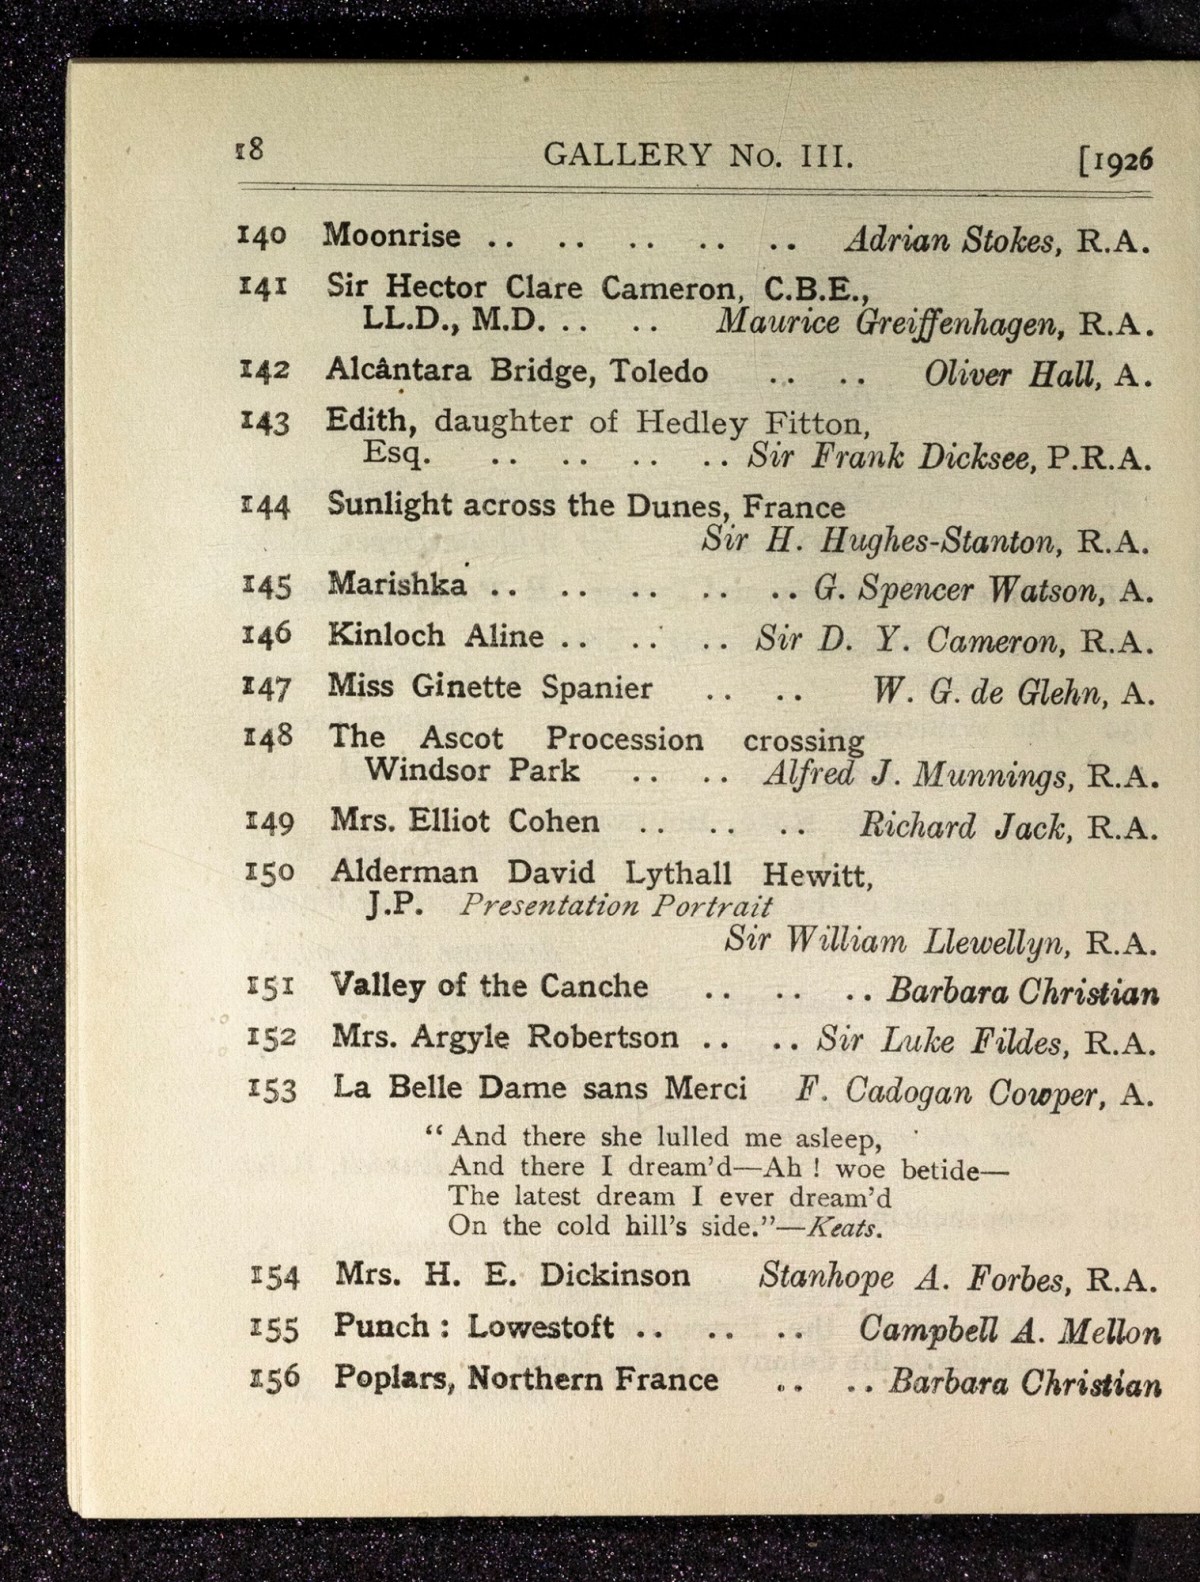 18 GALLERY No. III. [1926
140 Moonrise .. .. .. .. .. Adrian Stokes, R.A.
141 Sir Hector Clare Cameron, C.B.E.,
LL.D., M.D. .. .. Maurice Greiffenhagen, R.A.
142 Alcântara Bridge, Toledo .. .. Oliver Hall, A.
143 Edith, daughter of Hedley Fitton,
Esq. .. .. .. .. Sir Frank Dicksee, P.R.A.
144 Sunlight across the Dunes, France
Sir H. Hughes-Stanton, R.A.
145 Marishka .. .. .. .. .. G. Spencer Watson, A.
146 Kinloch Aline .. .. .. Sir D. Y. Cameron, R.A.
147 Miss Ginette Spanier .. .. W. G. de Glehn, A.
148 The Ascot Procession crossing
Windsor Park .. .. Alfred J. Munnings, R.A.
149 Mrs. Elliot Cohen .. .. .. Richard Jack, R.A.
150 Alderman David Lythall Hewitt,
J.P. Presentation Portrait
Sir William Llewellyn, R.A.
151 Valley of the Canche .. .. .. Barbara Christian
152 Mrs. Argyle Robertson .. .. Sir Luke Fildes, R.A.
153 La Belle Dame sans Merci F. Cadogan Cowper, A.
“And there she lulled me asleep,
And there I dream’d—Ah ! woe betide—
The latest dream I ever dream’d
On the cold hill’s side.”—Keats.
154 Mrs. H. E. Dickinson Stanhope A. Forbes, R.A.
155 Punch : Lowestoft .. .. .. Campbell A. Mellon
156 Poplars, Northern France .. .. Barbara Christian